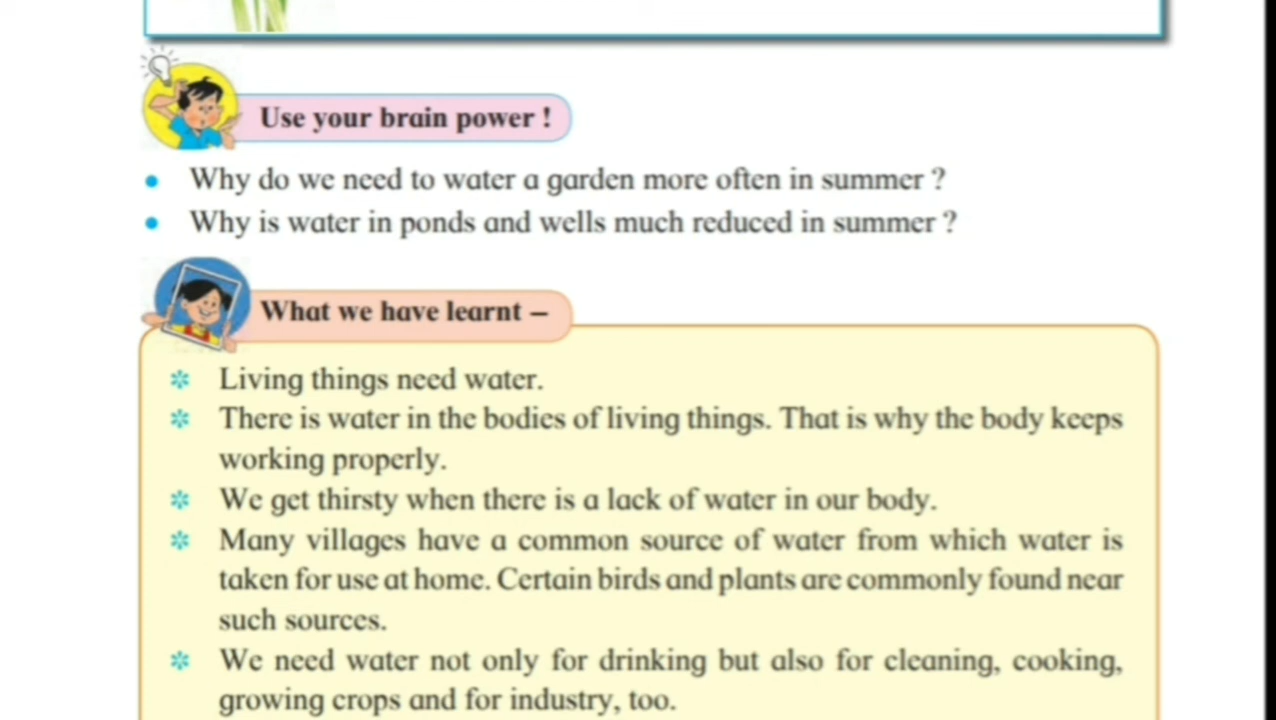 Use your brain power !
• Why do we need to water a garden more often in summer ?
• Why is water in ponds and wells much reduced in summer ?
What we have learnt –
✼ Living things need water.
✼ There is water in the bodies of living things. That is why the body keeps
working properly.
✼ We get thirsty when there is a lack of water in our body.
✼ Many villages have a common source of water from which water is
taken for use at home. Certain birds and plants are commonly found near
such sources.
✼ We need water not only for drinking but also for cleaning, cooking,
growing crops and for industry, too.